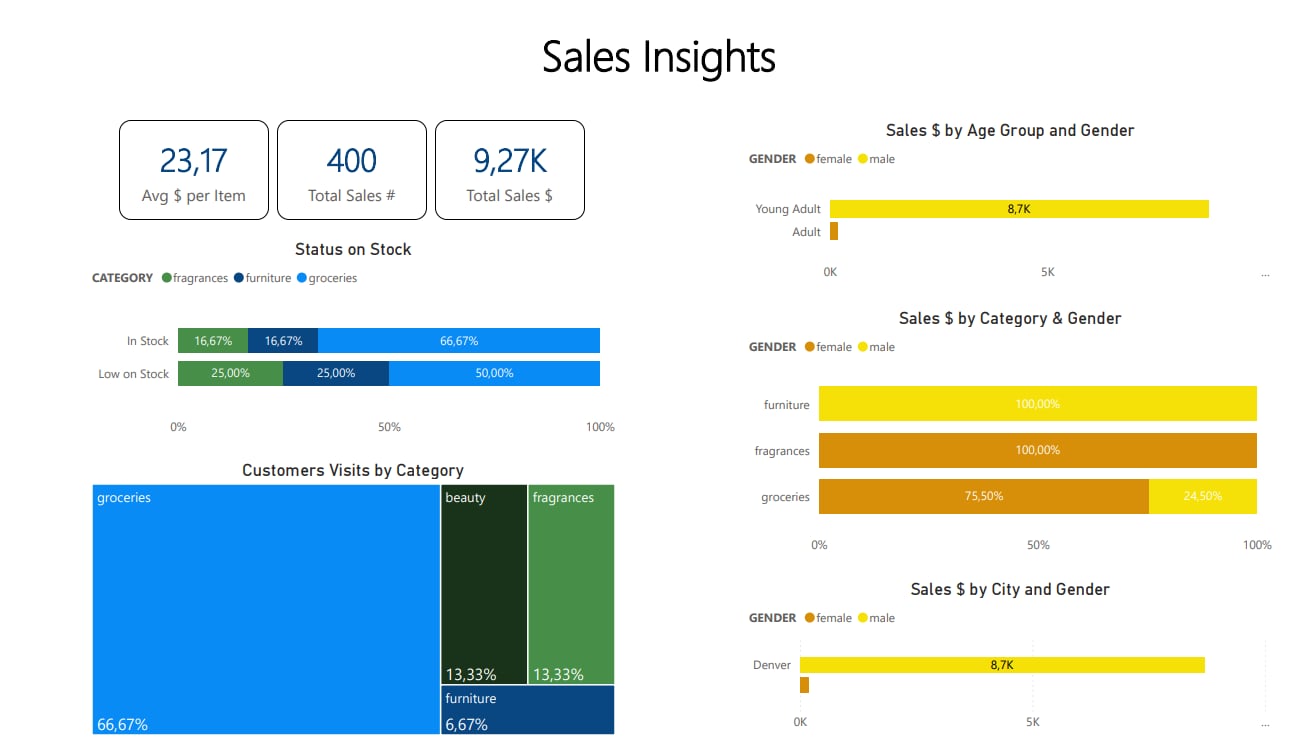 Sales Insights
23,17
Avg $ per Item
400
Total Sales #
9,27K
Total Sales $
Status on Stock
CATEGORY fragrances furniture groceries
In Stock 16,67% 16,67% 66,67%
Low on Stock 25,00% 25,00% 50,00%
0% 50% 100%
Customers Visits by Category
groceries
66,67%
beauty
13,33%
fragrances
13,33%
furniture
6,67%
Sales $ by Age Group and Gender
GENDER female male
Young Adult 8,7K
Adult
0K 5K ...
Sales $ by Category & Gender
GENDER female male
furniture 100,00%
fragrances 100,00%
groceries 75,50% 24,50%
0% 50% 100%
Sales $ by City and Gender
GENDER female male
Denver 8,7K
0K 5K ...